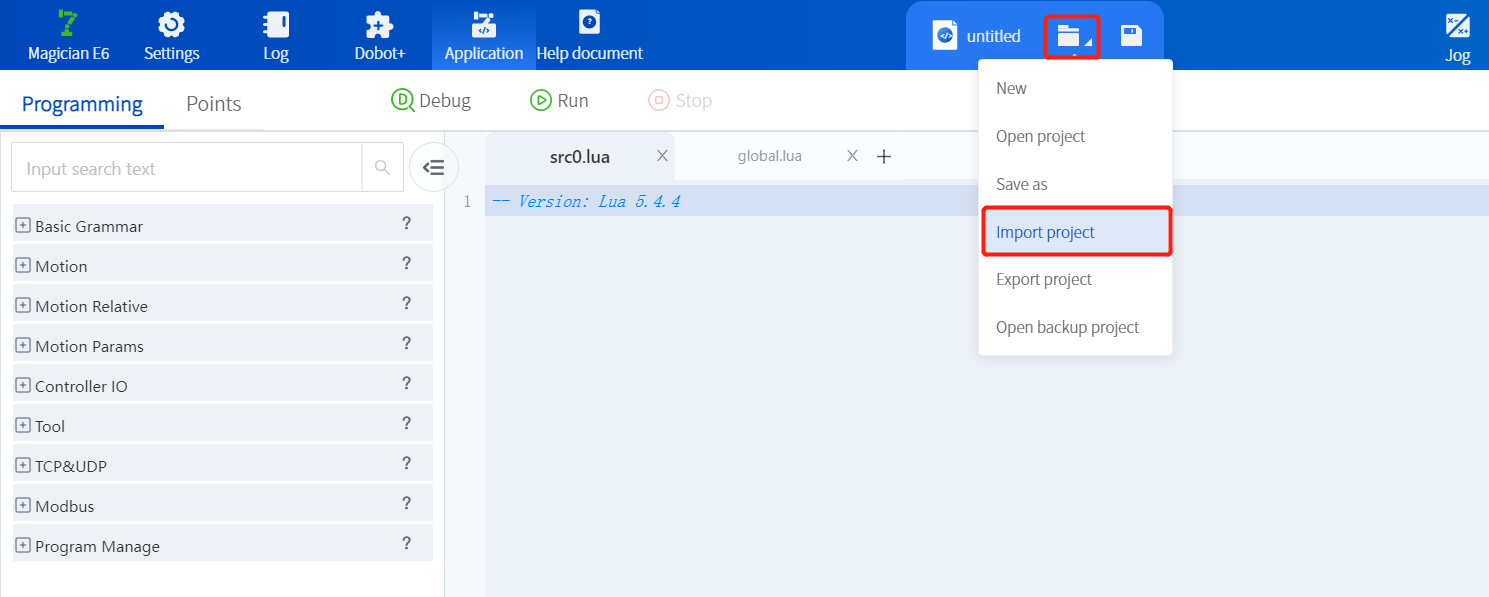 Magician E6
Settings
Log
Dobot+
Application
Help document
untitled
Jog
New
Open project
Save as
Import project
Export project
Open backup project
Programming
Points
Debug
Run
Stop
Input search text
src0.lua X
global.lua X +
Basic Grammar ?
Motion ?
Motion Relative ?
Motion Params ?
Controller IO ?
Tool ?
TCP&UDP ?
Modbus ?
Program Manage ?
1 -- Version: Lua 5.4.4